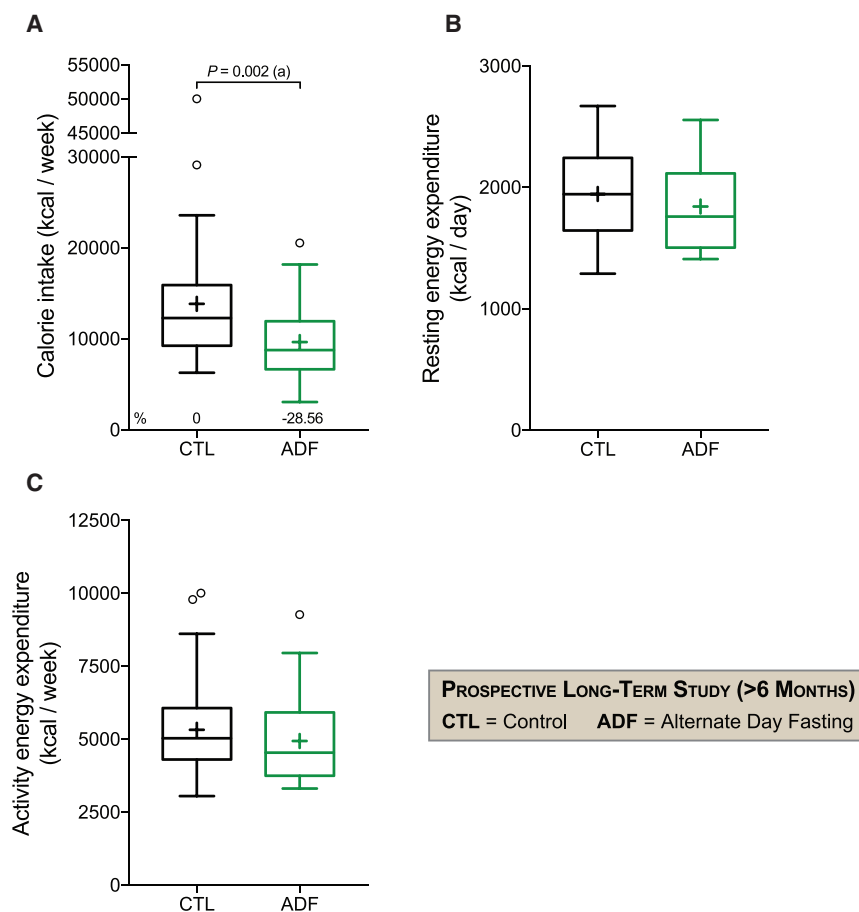 A
Calorie intake (kcal / week)
55000
50000
45000
30000
20000
10000
0
P = 0.002 (a)
% 0 -28.56
CTL ADF
B
Resting energy expenditure
(kcal / day)
3000
2000
1000
0
CTL ADF
C
Activity energy expenditure
(kcal / week)
12500
10000
7500
5000
2500
0
CTL ADF
PROSPECTIVE LONG-TERM STUDY (>6 MONTHS)
CTL = Control ADF = Alternate Day Fasting